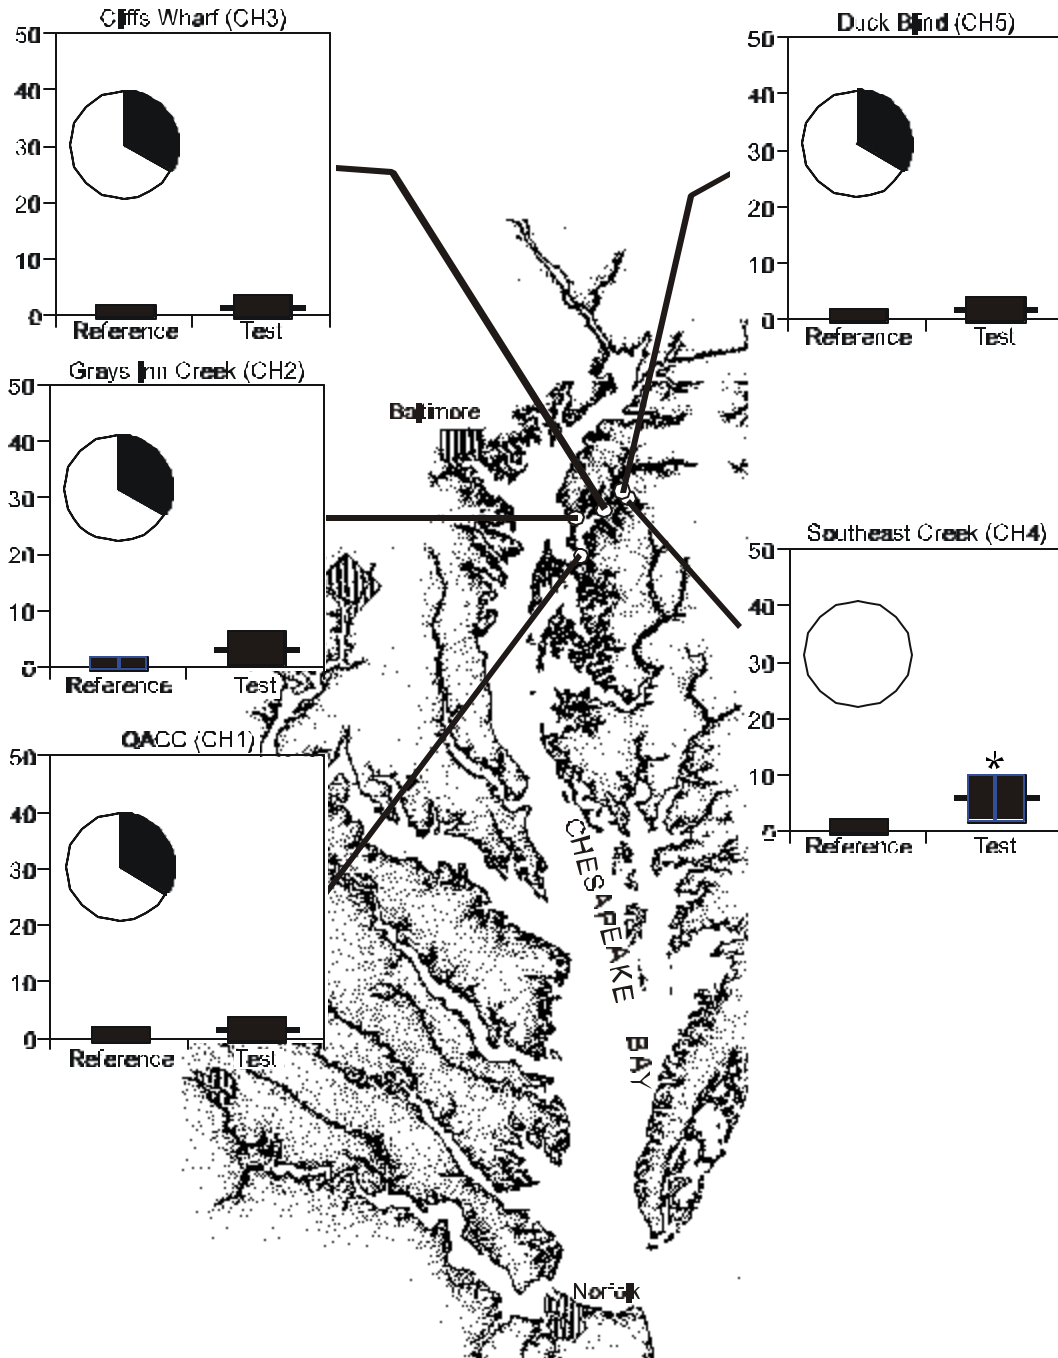 Cliffs Wharf (CH3)
50
40
30
20
10
0
Reference Test
Duck Blind (CH5)
50
40
30
20
10
0
Reference Test
Grays Inn Creek (CH2)
50
40
30
20
10
0
Reference Test
Baltimore
Southeast Creek (CH4)
50
40
30
20
10
0
*
Reference Test
QACC (CH1)
50
40
30
20
10
0
Reference Test
CHESAPEAKE
BAY
Norfolk